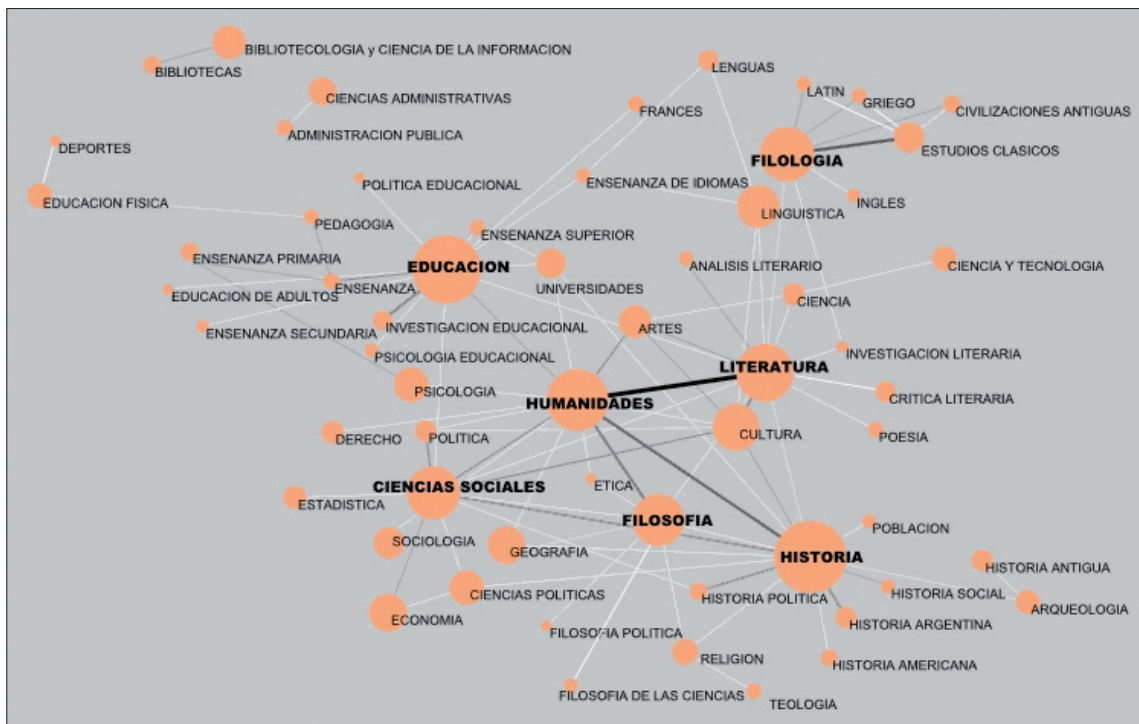 BIBLIOTECOLOGIA y CIENCIA DE LA INFORMACION
BIBLIOTECAS
LENGUAS
CIENCIAS ADMINISTRATIVAS
LATIN
GRIEGO
FRANCES
CIVILIZACIONES ANTIGUAS
ADMINISTRACION PUBLICA
DEPORTES
ESTUDIOS CLASICOS
FILOLOGIA
POLITICA EDUCACIONAL
ENSENANZA DE IDIOMAS
EDUCACION FISICA
INGLES
LINGUISTICA
PEDAGOGIA
ENSENANZA SUPERIOR
ENSENANZA PRIMARIA
EDUCACION
ANALISIS LITERARIO
CIENCIA Y TECNOLOGIA
EDUCACION DE ADULTOS
ENSENANZA
UNIVERSIDADES
CIENCIA
ENSENANZA SECUNDARIA
INVESTIGACION EDUCACIONAL
ARTES
PSICOLOGIA EDUCACIONAL
INVESTIGACION LITERARIA
LITERATURA
PSICOLOGIA
HUMANIDADES
CRITICA LITERARIA
DERECHO
POLITICA
CULTURA
POESIA
CIENCIAS SOCIALES
ETICA
ESTADISTICA
FILOSOFIA
POBLACION
SOCIOLOGIA
GEOGRAFIA
HISTORIA
HISTORIA ANTIGUA
CIENCIAS POLITICAS
HISTORIA POLITICA
HISTORIA SOCIAL
ARQUEOLOGIA
ECONOMIA
HISTORIA ARGENTINA
FILOSOFIA POLITICA
RELIGION
HISTORIA AMERICANA
FILOSOFIA DE LAS CIENCIAS
TEOLOGIA